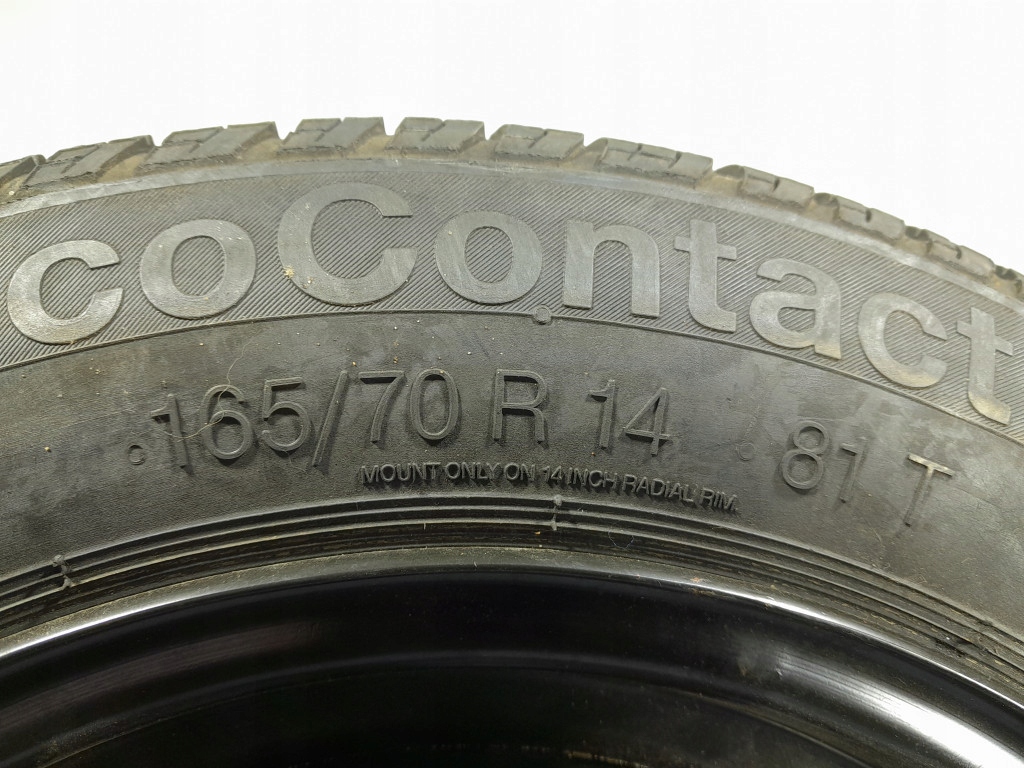 coContact
165/70 R 14 81 T
MOUNT ONLY ON 14 INCH RADIAL RIM.